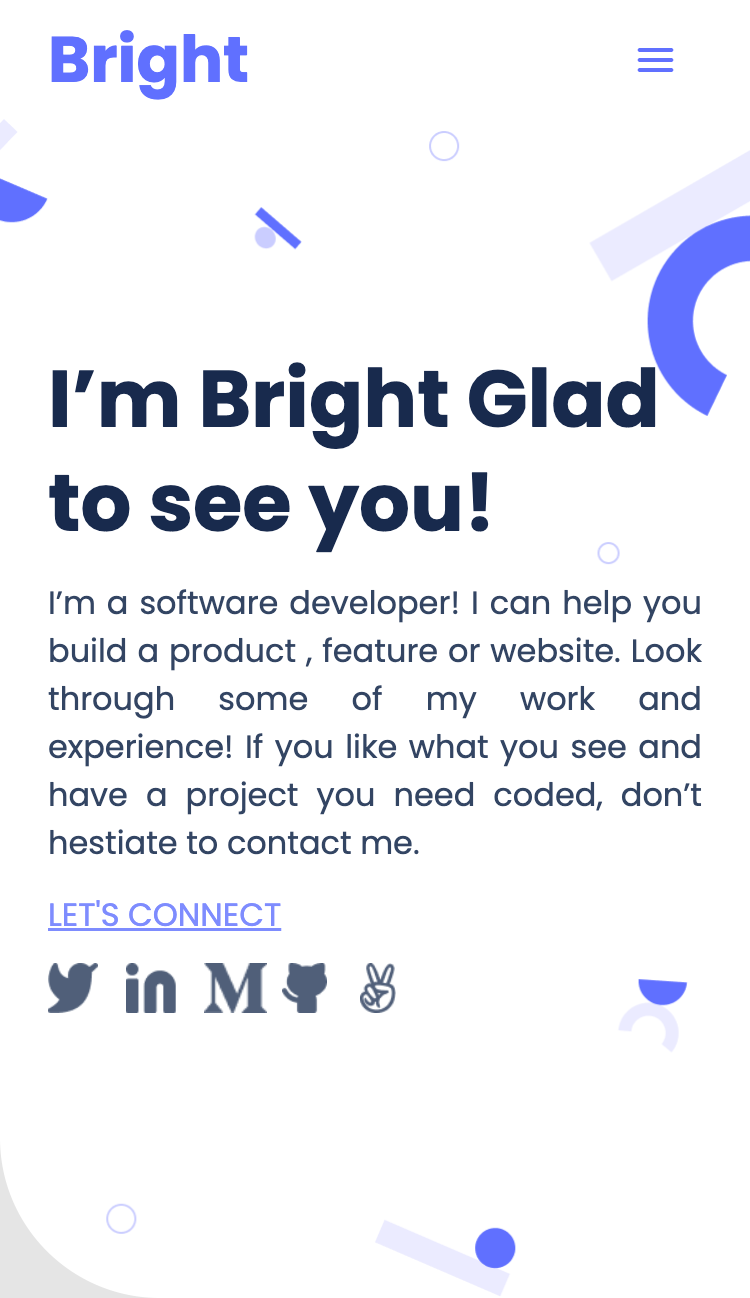 Bright
I’m Bright Glad
to see you!
I’m a software developer! I can help you
build a product , feature or website. Look
through some of my work and
experience! If you like what you see and
have a project you need coded, don’t
hestiate to contact me.
LET'S CONNECT